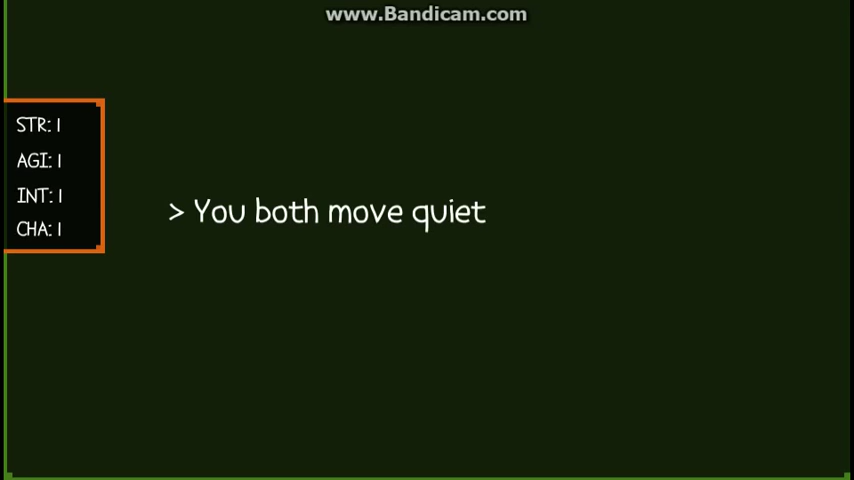 www.Bandicam.com
STR: 1
AGI: 1
INT: 1
CHA: 1
> You both move quiet